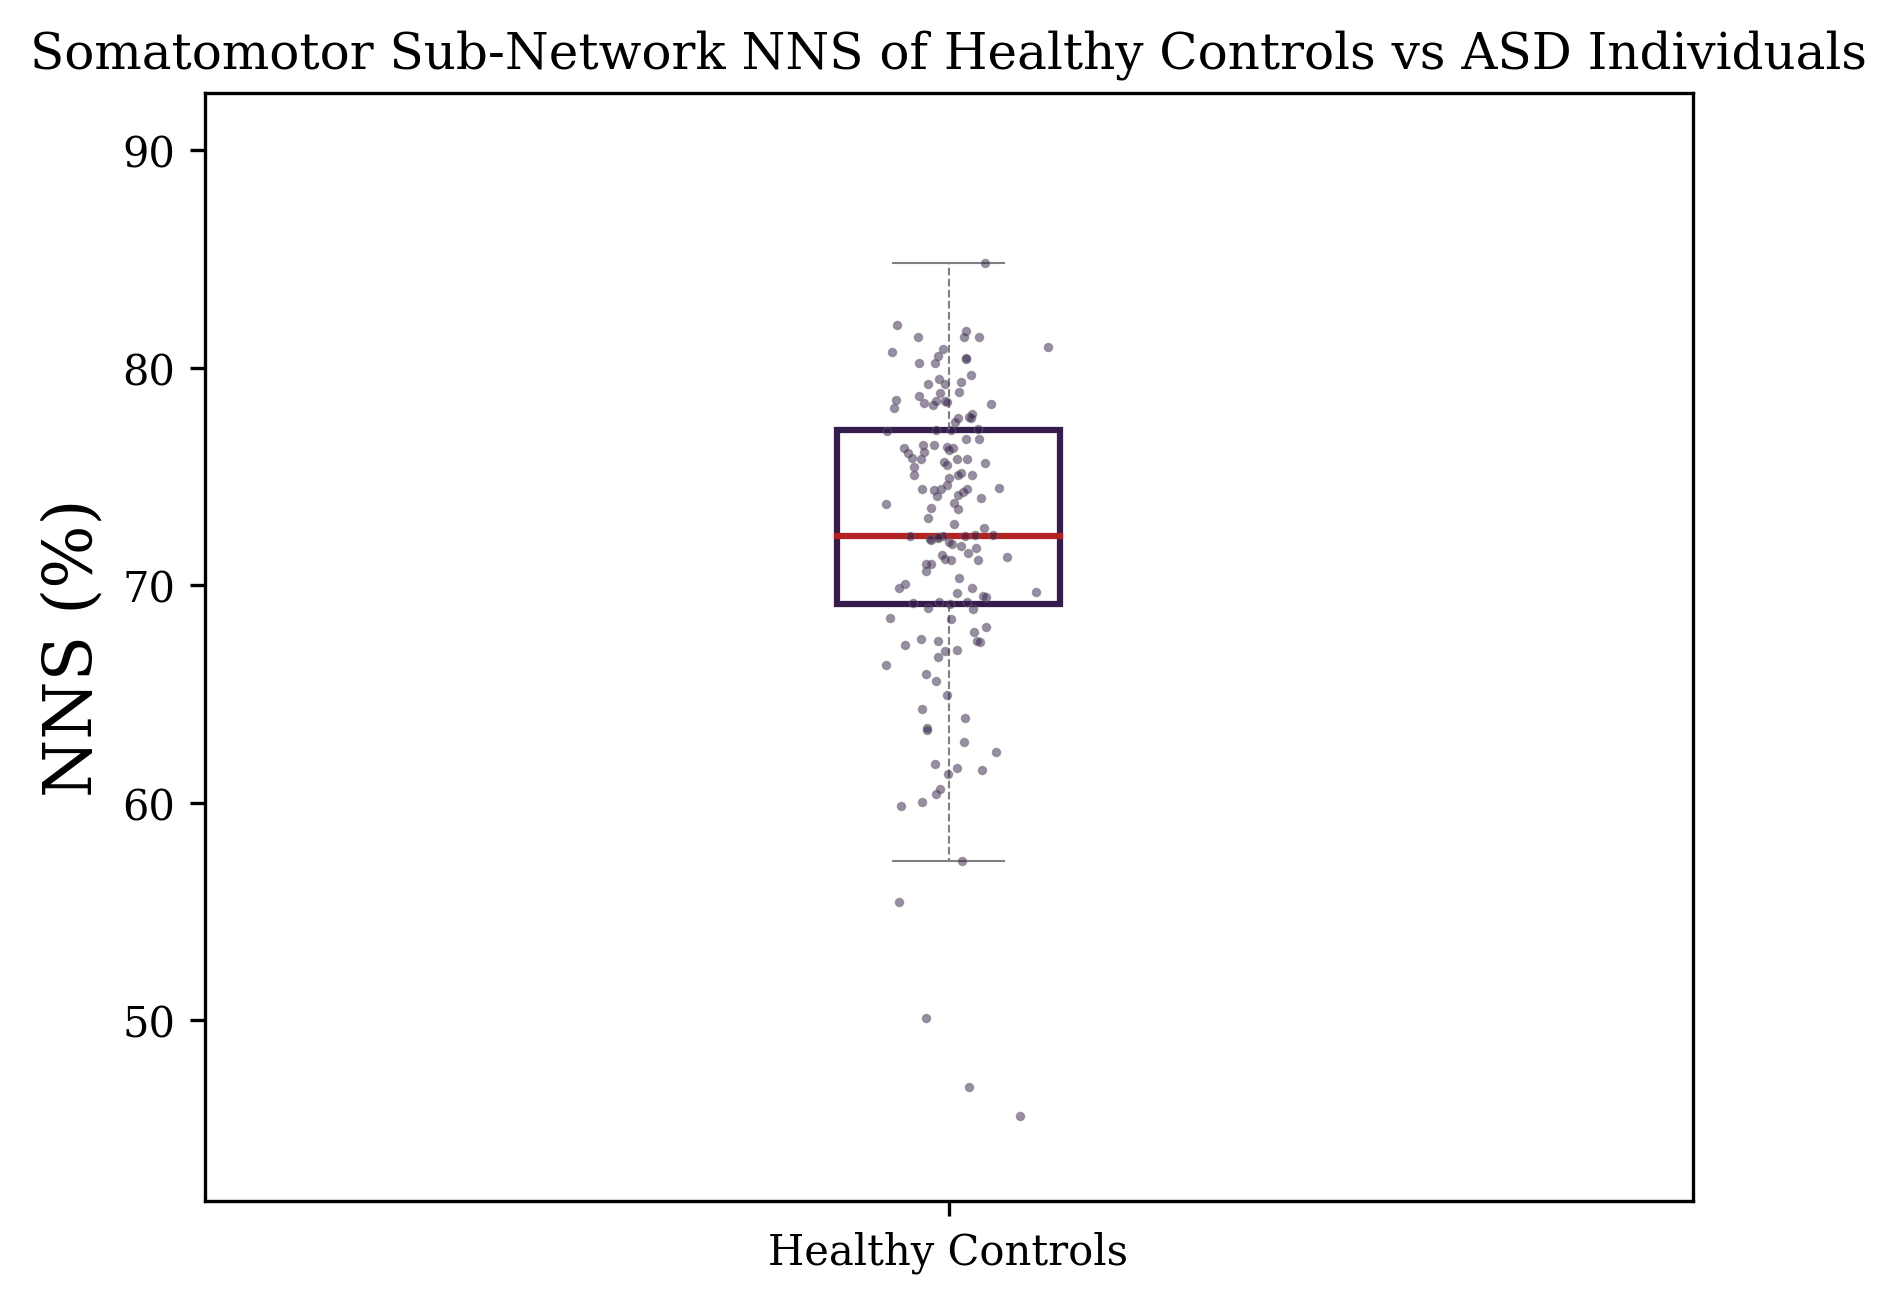 Somatomotor Sub-Network NNS of Healthy Controls vs ASD Individuals
NNS (%)
90
80
70
60
50
Healthy Controls